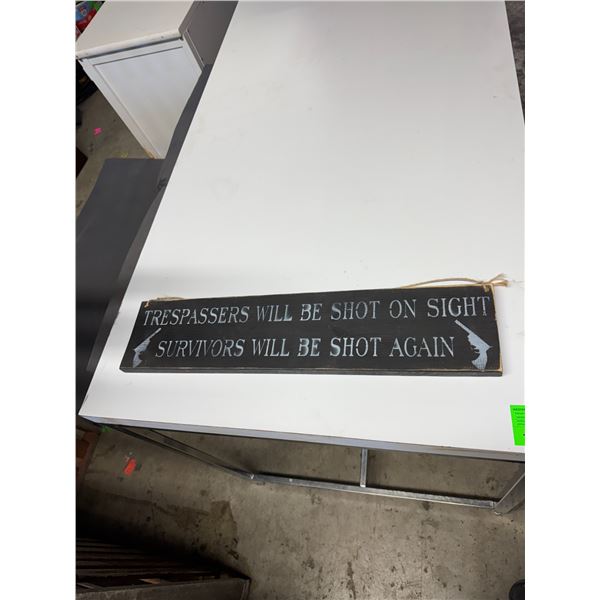 TRESPASSERS WILL BE SHOT ON SIGHT
SURVIVORS WILL BE SHOT AGAIN